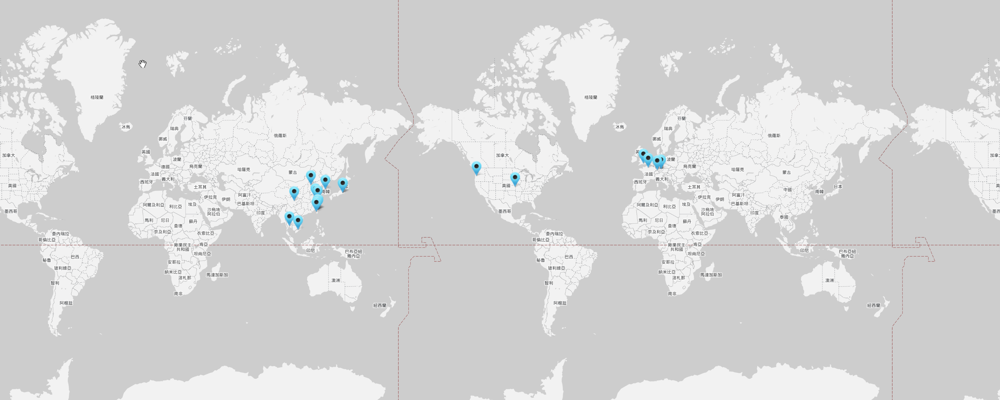 格陵蘭
冰島
芬蘭
瑞典
挪威
俄羅斯
英國
加拿大
波蘭
德國
烏克蘭
哈薩克
蒙古
法國
義大利
西班牙
美國
土耳其
南韓
阿富汗
伊拉克
伊朗
巴基斯坦
阿爾及利亞
利比亞
埃及
沙烏地
阿拉伯
印度
墨西哥
馬利
尼日
蘇丹
查德
委內瑞拉
奈及利亞
衣索比亞
哥倫比亞
剛果民主
共和國
肯亞
印尼
巴布亞紐
幾內亞
坦尚尼亞
巴西
秘魯
安哥拉
玻利維亞
納米比亞
馬達加斯加
波札那
澳洲
智利
南非
阿根廷
紐西蘭
格陵蘭
冰島
芬蘭
瑞典
挪威
俄羅斯
英
加拿大
波蘭
烏克蘭
哈薩克
蒙古
法國
義大利
西班牙
美國
土耳其
中國
日本
南韓
阿富汗
伊拉克
伊朗
巴基斯坦
阿爾及利亞
利比亞
埃及
沙烏地
阿拉伯
印度
墨西哥
泰國
馬利
尼日
蘇丹
查德
委內瑞拉
奈及利亞
衣索比亞
哥倫比亞
剛果民主
共和國
肯亞
印尼
巴布亞紐
幾內亞
坦尚尼亞
巴西
秘魯
安哥拉
玻利維亞
納米比亞
馬達加斯加
波札那
澳洲
智利
南非
阿根廷
紐西蘭
加拿
美
墨西